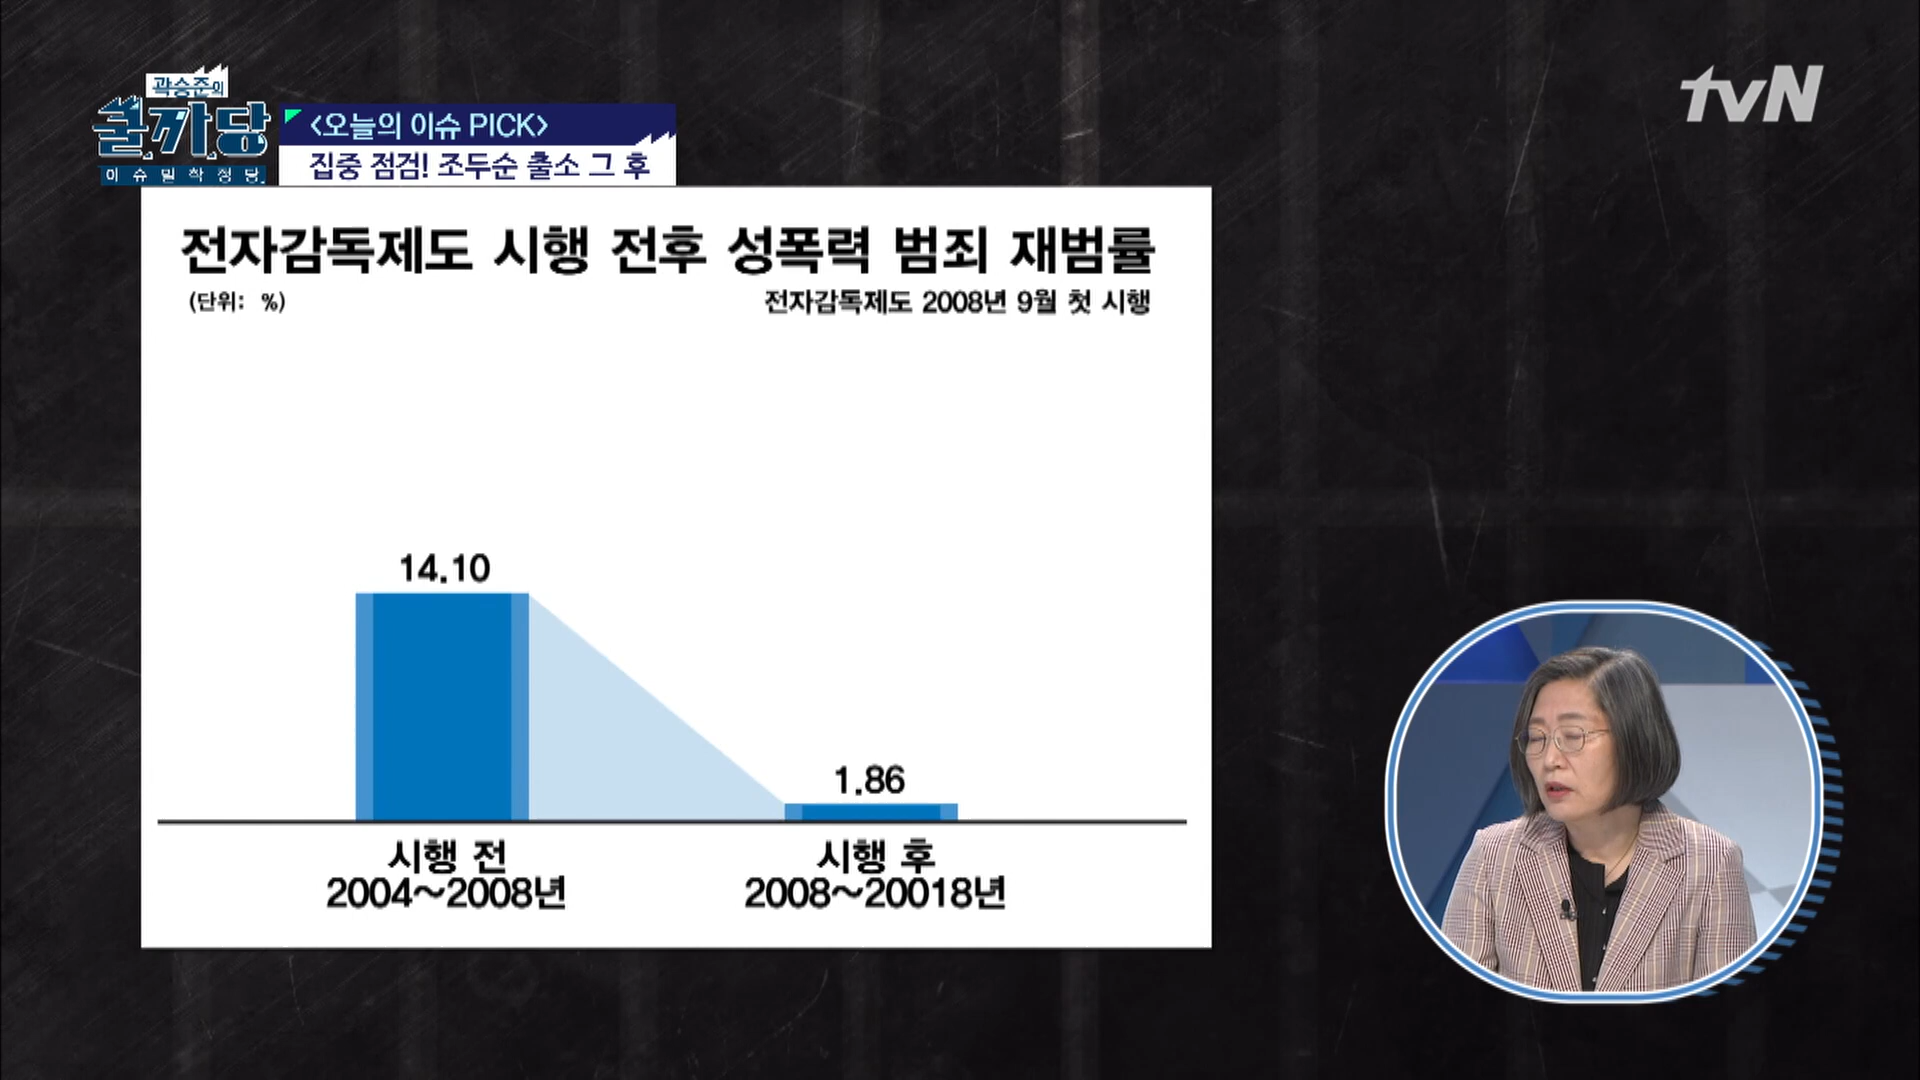 곽승준의
쿨까당
이슈밀착정당
<오늘의 이슈 PICK>
집중 점검! 조두순 출소 그 후
tvN
전자감독제도 시행 전후 성폭력 범죄 재범률
(단위: %)
전자감독제도 2008년 9월 첫 시행
14.10
1.86
시행 전
2004~2008년
시행 후
2008~20018년